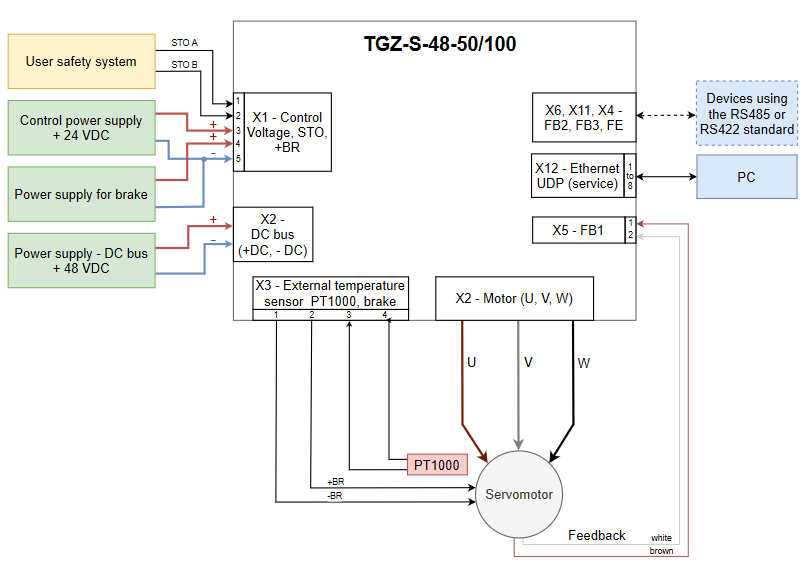 TGZ-S-48-50/100
User safety system
STO A
STO B
Control power supply
+ 24 VDC
+
+
−
Power supply for brake
Power supply - DC bus
+ 48 VDC
+
−
1
2
3
4
5
X1 - Control
Voltage, STO,
+BR
X2 -
DC bus
(+DC, - DC)
X6, X11, X4 -
FB2, FB3, FE
Devices using
the RS485 or
RS422 standard
X12 - Ethernet
UDP (service)
1
to
8
PC
X5 - FB1
1
2
X3 - External temperature
sensor PT1000, brake
1 2 3 4
X2 - Motor (U, V, W)
U V W
PT1000
+BR
-BR
Servomotor
Feedback
white
brown